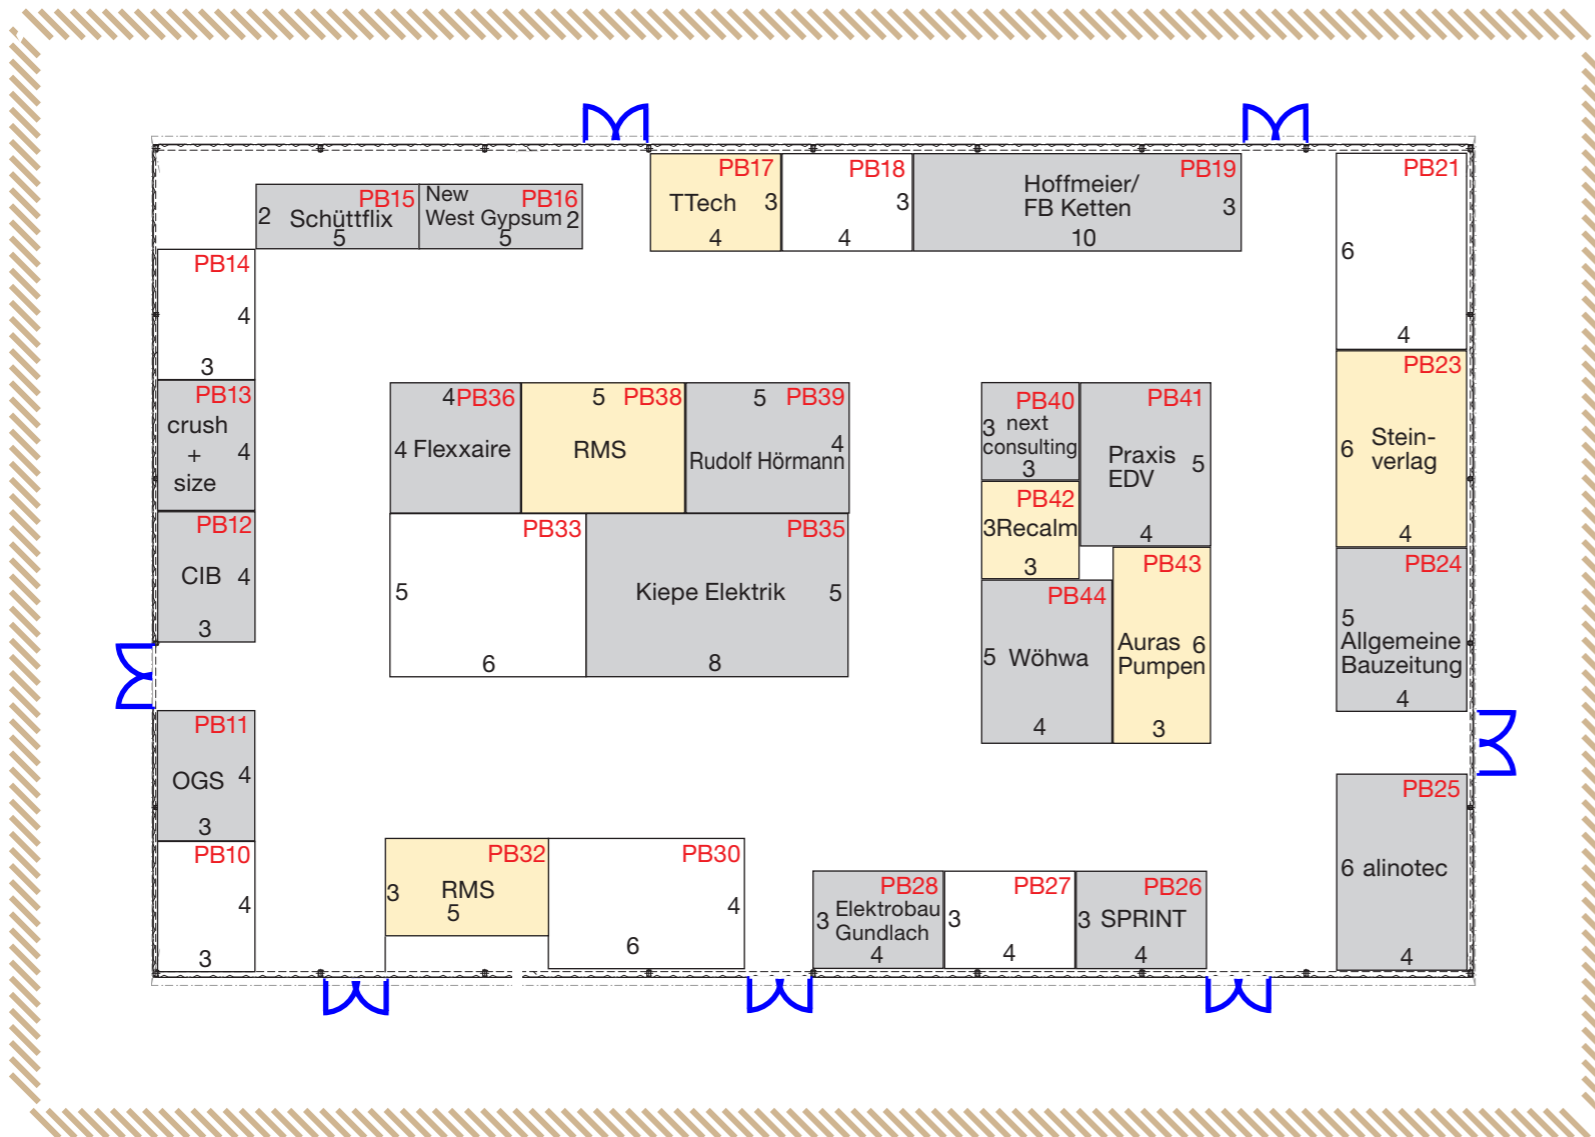 PB17
TTech 3
4
PB18
3
4
PB19
Hoffmeier/
FB Ketten
3
10
PB21
6
4
PB15
2 Schüttflix
5
New PB16
West Gypsum 2
5
PB14
4
3
PB13
crush
+ 4
size
PB12
CIB 4
3
4 PB36
4 Flexxaire
5 PB38
RMS
5 PB39
4
Rudolf Hörmann
PB40
3 next
consulting
3
PB41
Praxis
EDV 5
4
PB23
6 Stein-
verlag
4
PB42
3 Recalm
3
PB33
5
6
PB35
Kiepe Elektrik 5
8
PB43
Auras 6
Pumpen
3
PB44
5 Wöhwa
4
PB24
5
Allgemeine
Bauzeitung
4
PB11
OGS 4
3
PB10
4
3
PB32
3 RMS
5
PB30
4
6
PB28
3 Elektrobau
Gundlach
4
PB27
3
4
PB26
3 SPRINT
4
PB25
6 alinotec
4